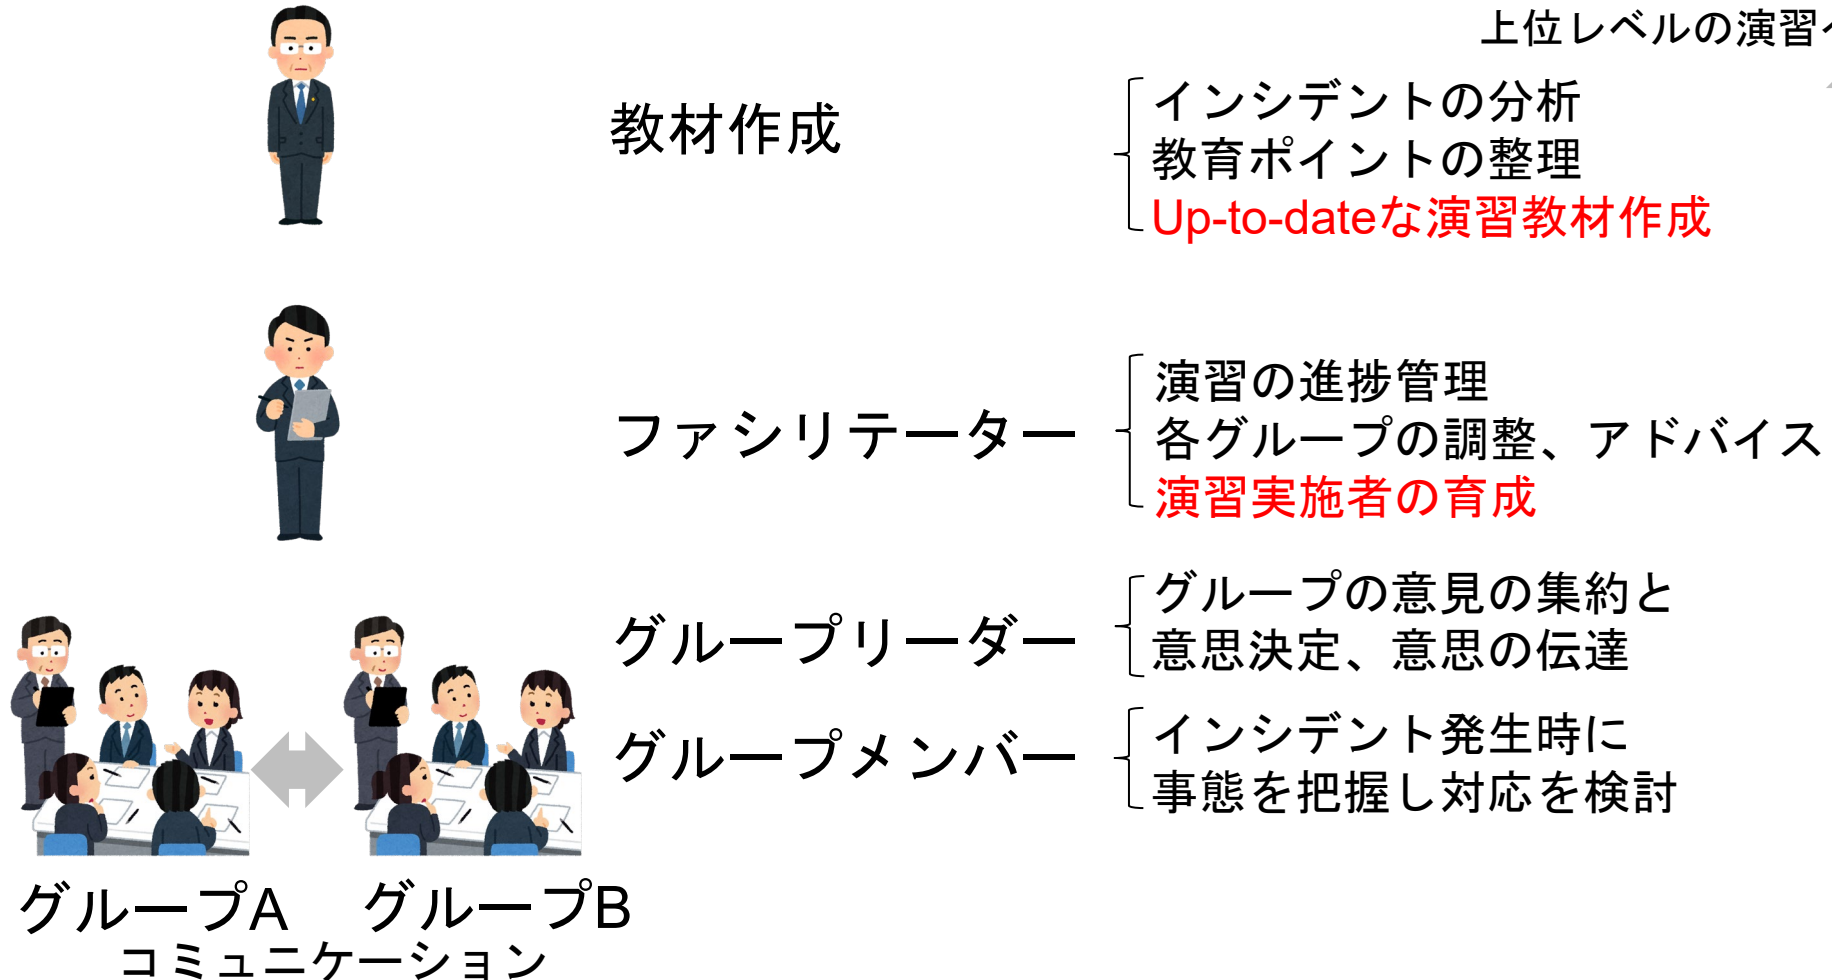 上位レベルの演習へ
教材作成
インシデントの分析
教育ポイントの整理
Up-to-dateな演習教材作成
ファシリテーター
演習の進捗管理
各グループの調整、アドバイス
演習実施者の育成
グループリーダー
グループの意見の集約と
意思決定、意思の伝達
グループメンバー
インシデント発生時に
事態を把握し対応を検討
グループA
グループB
コミュニケーション